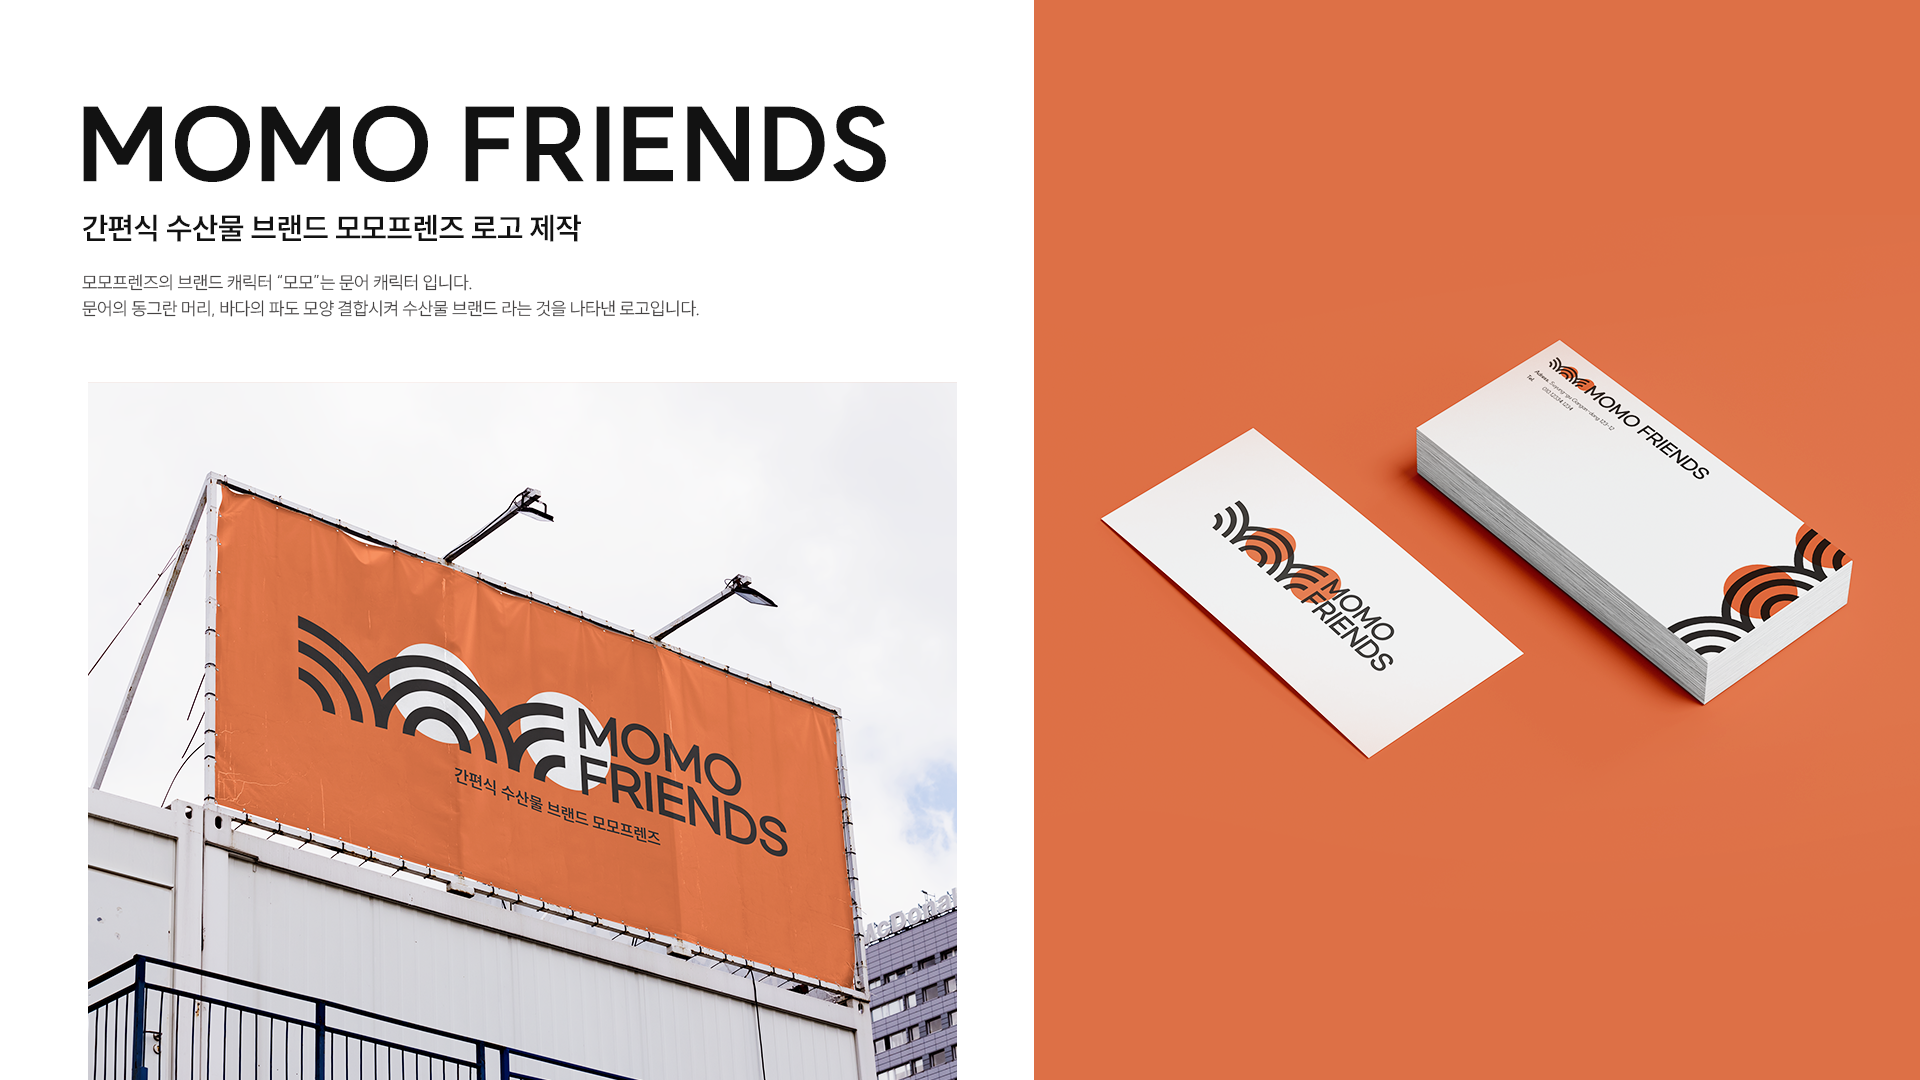 MOMO FRIENDS
간편식 수산물 브랜드 모모프렌즈 로고 제작
모모프렌즈의 브랜드 캐릭터 “모모”는 문어 캐릭터 입니다.
문어의 동그란 머리, 바다의 파도 모양 결합시켜 수산물 브랜드 라는 것을 나타낸 로고입니다.
MOMO
FRIENDS
간편식 수산물 브랜드 모모프렌즈
McDonal
MOMO
FRIENDS
MOMO FRIENDS
Tel.